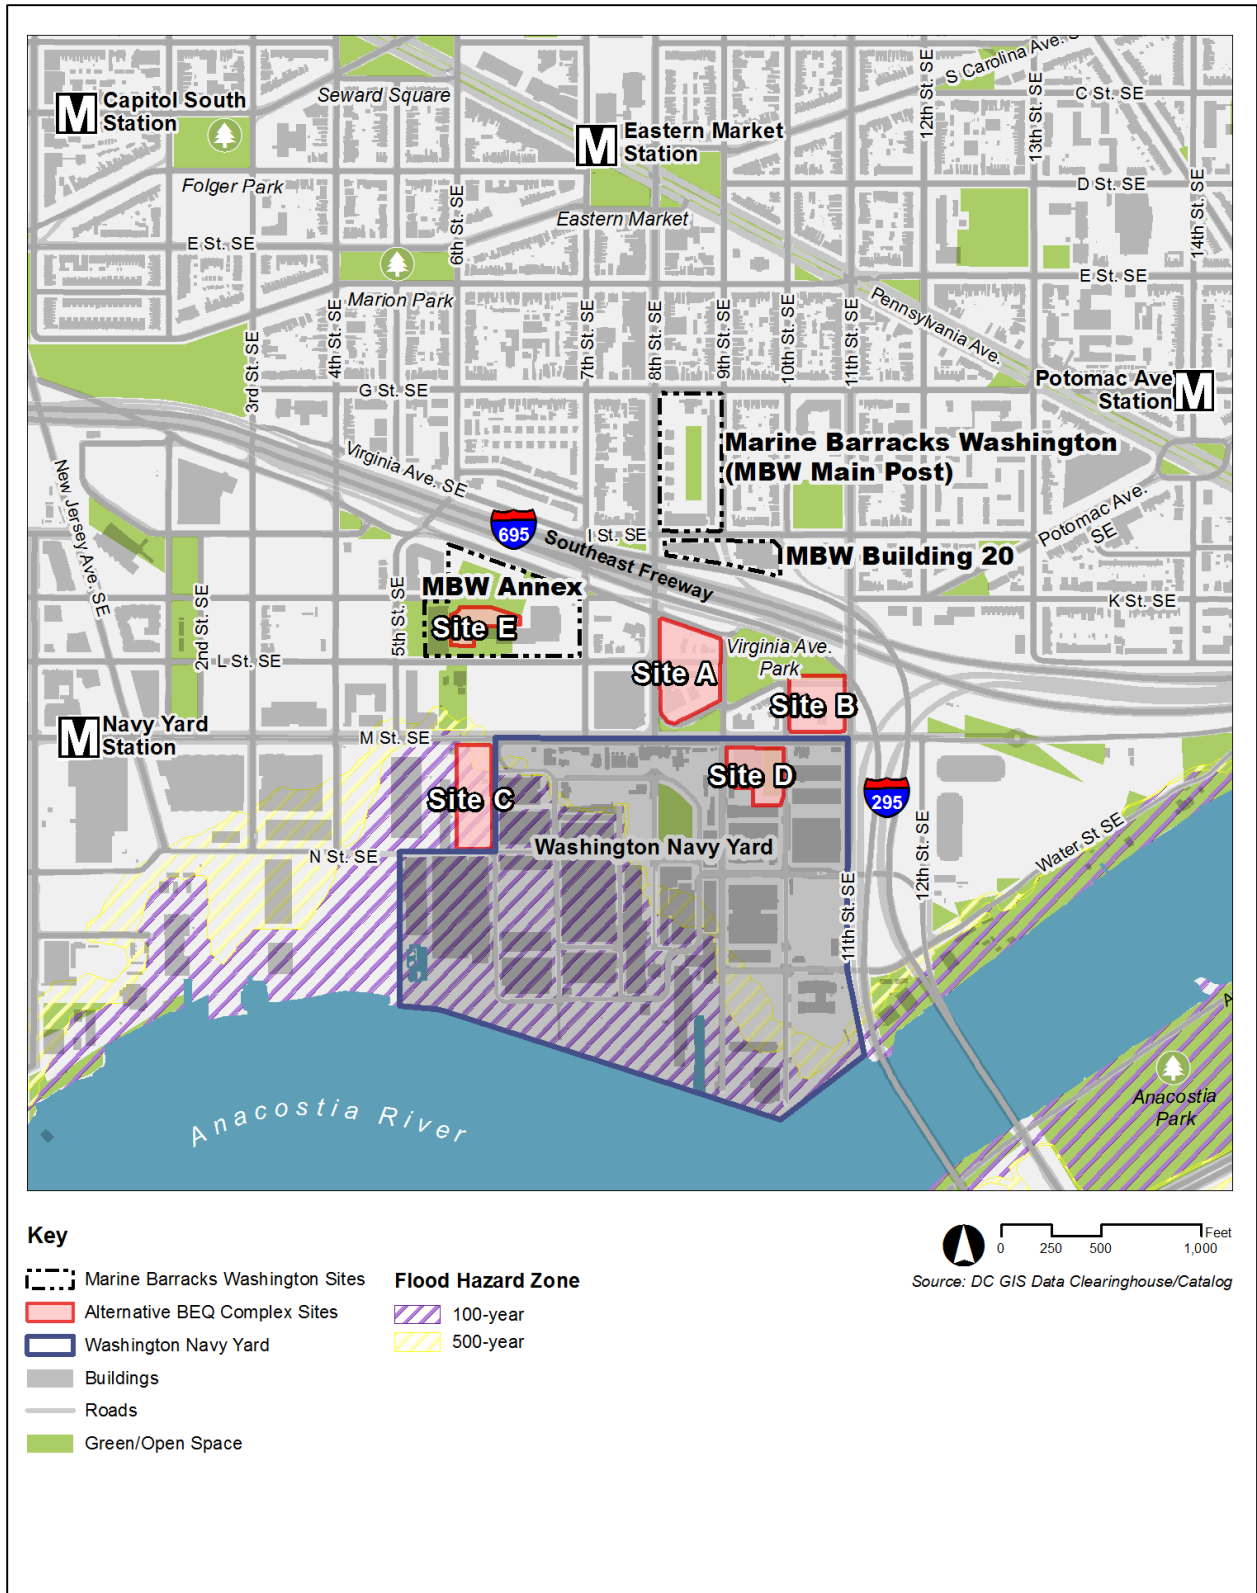 Capitol South
Station
M
Seward Square
Eastern Market
Station
M
12th St. SE
S Carolina Ave. S
13th St. SE
C St. SE
Folger Park
D St. SE
6th St. SE
Eastern Market
14th St. SE
E St. SE
E St. SE
Marion Park
Pennsylvania Ave.
3rd St. SE
4th St. SE
7th St. SE
8th St. SE
9th St. SE
10th St. SE
11th St. SE
G St. SE
Potomac Ave
Station
M
Marine Barracks Washington
(MBW Main Post)
Virginia Ave. SE
New Jersey Ave. SE
695
Southeast Freeway
I St. SE
Potomac Ave.
SE
MBW Building 20
MBW Annex
K St. SE
2nd St. SE
5th St. SE
Site E
L St. SE
Site A
Virginia Ave.
Park
Site B
M
Navy Yard
Station
M St. SE
Site D
Site C
295
Washington Navy Yard
N St. SE
Water St SE
11th St. SE
12th St. SE
A
Anacostia
Park
Anacostia River
Key
Marine Barracks Washington Sites
Alternative BEQ Complex Sites
Washington Navy Yard
Buildings
Roads
Green/Open Space
Flood Hazard Zone
100-year
500-year
Feet
0 250 500 1,000
Source: DC GIS Data Clearinghouse/Catalog